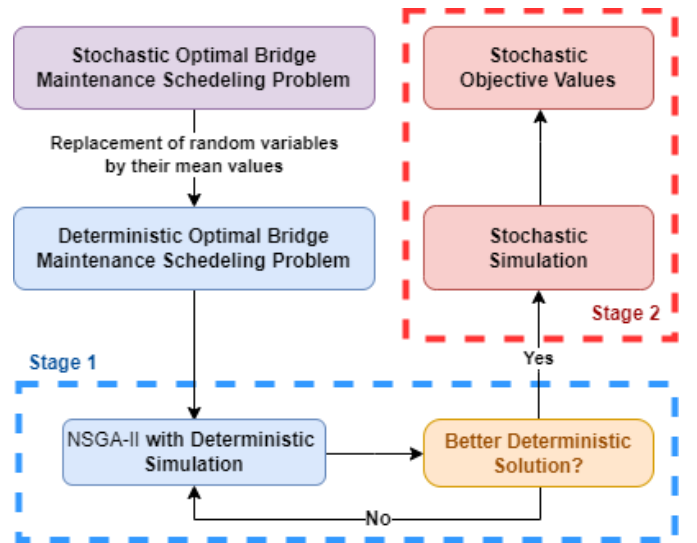 Stochastic Optimal Bridge
Maintenance Schedeling Problem
Replacement of random variables
by their mean values
Deterministic Optimal Bridge
Maintenance Schedeling Problem
Stage 1
NSGA-II with Deterministic
Simulation
Better Deterministic
Solution?
No
Yes
Stage 2
Stochastic
Simulation
Stochastic
Objective Values